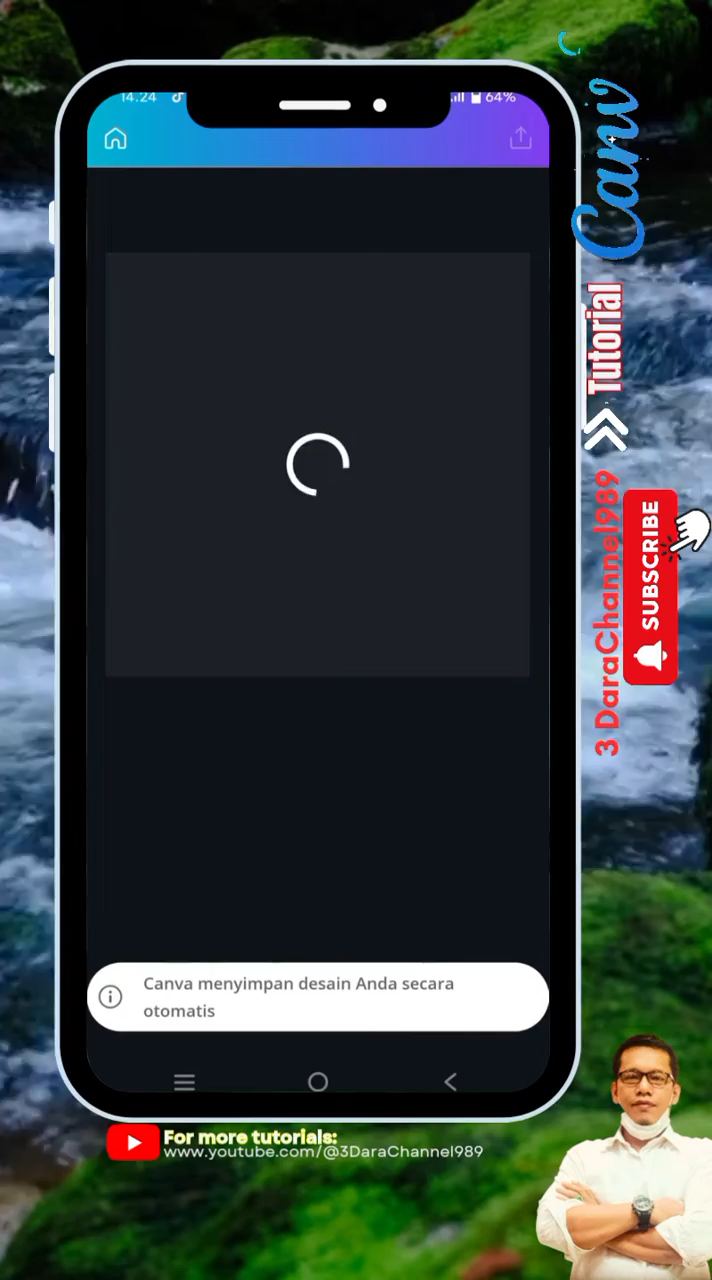 14.24
64%
Canva menyimpan desain Anda secara
otomatis
Canv
Tutorial
3 DaraChannel989
SUBSCRIBE
For more tutorials:
www.youtube.com/@3DaraChannel989